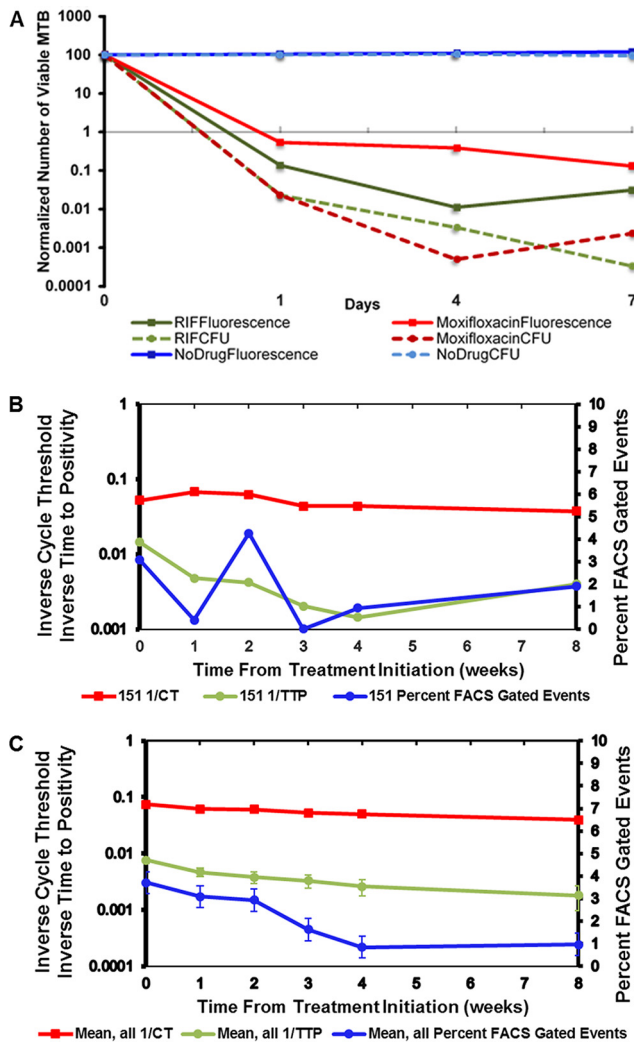 A
Normalized Number of Viable MTB
1000
100
10
1
0.1
0.01
0.001
0.0001
0 1 4 7
Days
RIFFluorescence MoxifloxacinFluorescence
RIFCFU MoxifloxacinCFU
NoDrugFluorescence NoDrugCFU
B
Inverse Cycle Threshold
Inverse Time to Positivity
1
0.1
0.01
0.001
10
9
8
7
6
5
4
3
2
1
0
Percent FACS Gated Events
0 1 2 3 4 5 6 7 8
Time From Treatment Initiation (weeks)
151 1/CT 151 1/TTP 151 Percent FACS Gated Events
C
Inverse Cycle Threshold
Inverse Time to Positivity
1
0.1
0.01
0.001
0.0001
10
9
8
7
6
5
4
3
2
1
0
Percent FACS Gated Events
0 1 2 3 4 5 6 7 8
Time From Treatment Initiation (weeks)
Mean, all 1/CT Mean, all 1/TTP Mean, all Percent FACS Gated Events